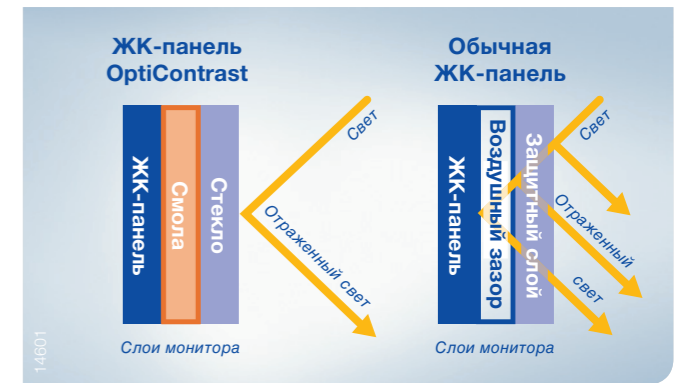 ЖК-панель
OptiContrast
Обычная
ЖК-панель
ЖК-панель
Смола
Стекло
Свет
Отраженный свет
Слои монитора
ЖК-панель
Воздушный зазор
Защитный слой
Свет
Отраженный
свет
Слои монитора
14601